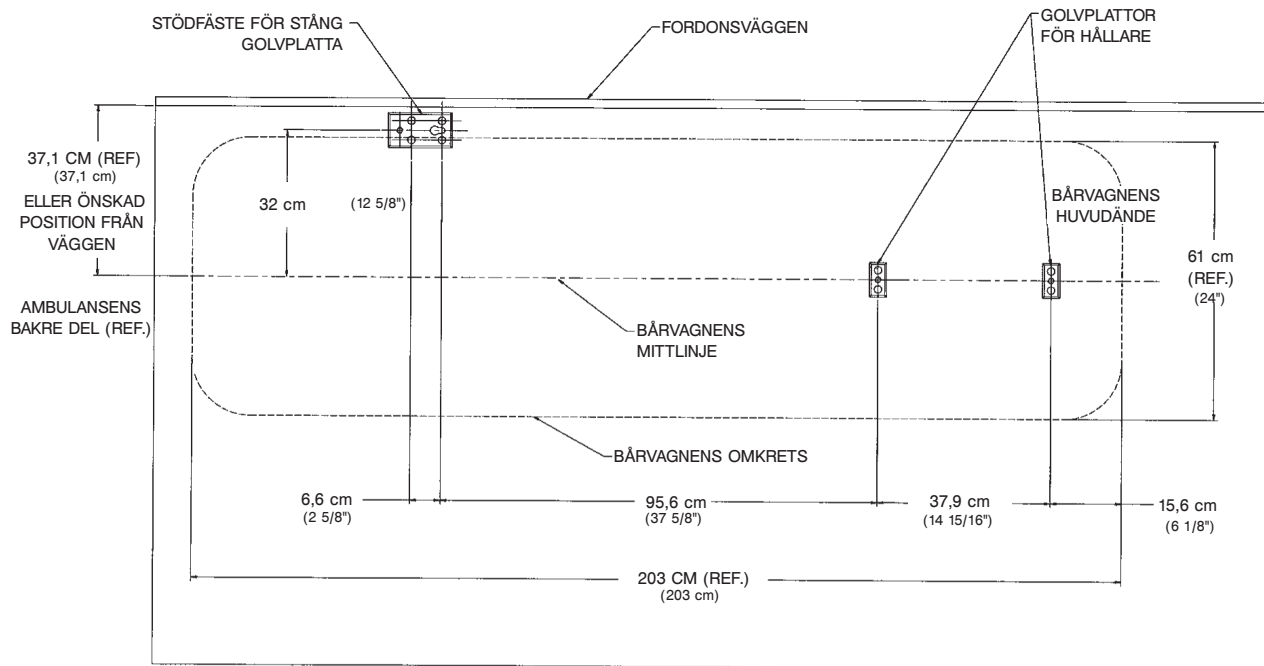 STÖDFÄSTE FÖR STÅNG
GOLVPLATTA
FORDONSVÄGGEN
GOLVPLATTOR
FÖR HÅLLARE
37,1 CM (REF)
(37,1 cm)
ELLER ÖNSKAD
POSITION FRÅN
VÄGGEN
32 cm
(12 5/8")
BÅRVAGNENS
HUVUDÄNDE
61 cm
(REF.)
(24")
AMBULANSENS
BAKRE DEL (REF.)
BÅRVAGNENS
MITTLINJE
BÅRVAGNENS OMKRETS
6,6 cm
(2 5/8")
95,6 cm
(37 5/8")
37,9 cm
(14 15/16")
15,6 cm
(6 1/8")
203 CM (REF.)
(203 cm)